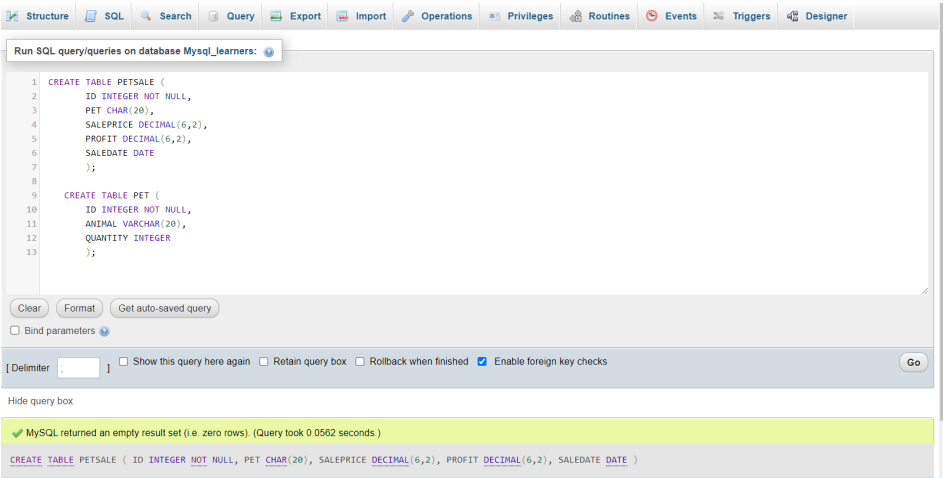 Structure SQL Search Query Export Import Operations Privileges Routines Events Triggers Designer
Run SQL query/queries on database Mysql_learners:
1 CREATE TABLE PETSALE (
2 ID INTEGER NOT NULL,
3 PET CHAR(20),
4 SALEPRICE DECIMAL(6,2),
5 PROFIT DECIMAL(6,2),
6 SALEDATE DATE
7 );
8
9 CREATE TABLE PET (
10 ID INTEGER NOT NULL,
11 ANIMAL VARCHAR(20),
12 QUANTITY INTEGER
13 );
Clear Format Get auto-saved query
Bind parameters
[ Delimiter ; ] Show this query here again Retain query box Rollback when finished Enable foreign key checks Go
Hide query box
MySQL returned an empty result set (i.e. zero rows). (Query took 0.0562 seconds.)
CREATE TABLE PETSALE ( ID INTEGER NOT NULL, PET CHAR(20), SALEPRICE DECIMAL(6,2), PROFIT DECIMAL(6,2), SALEDATE DATE )